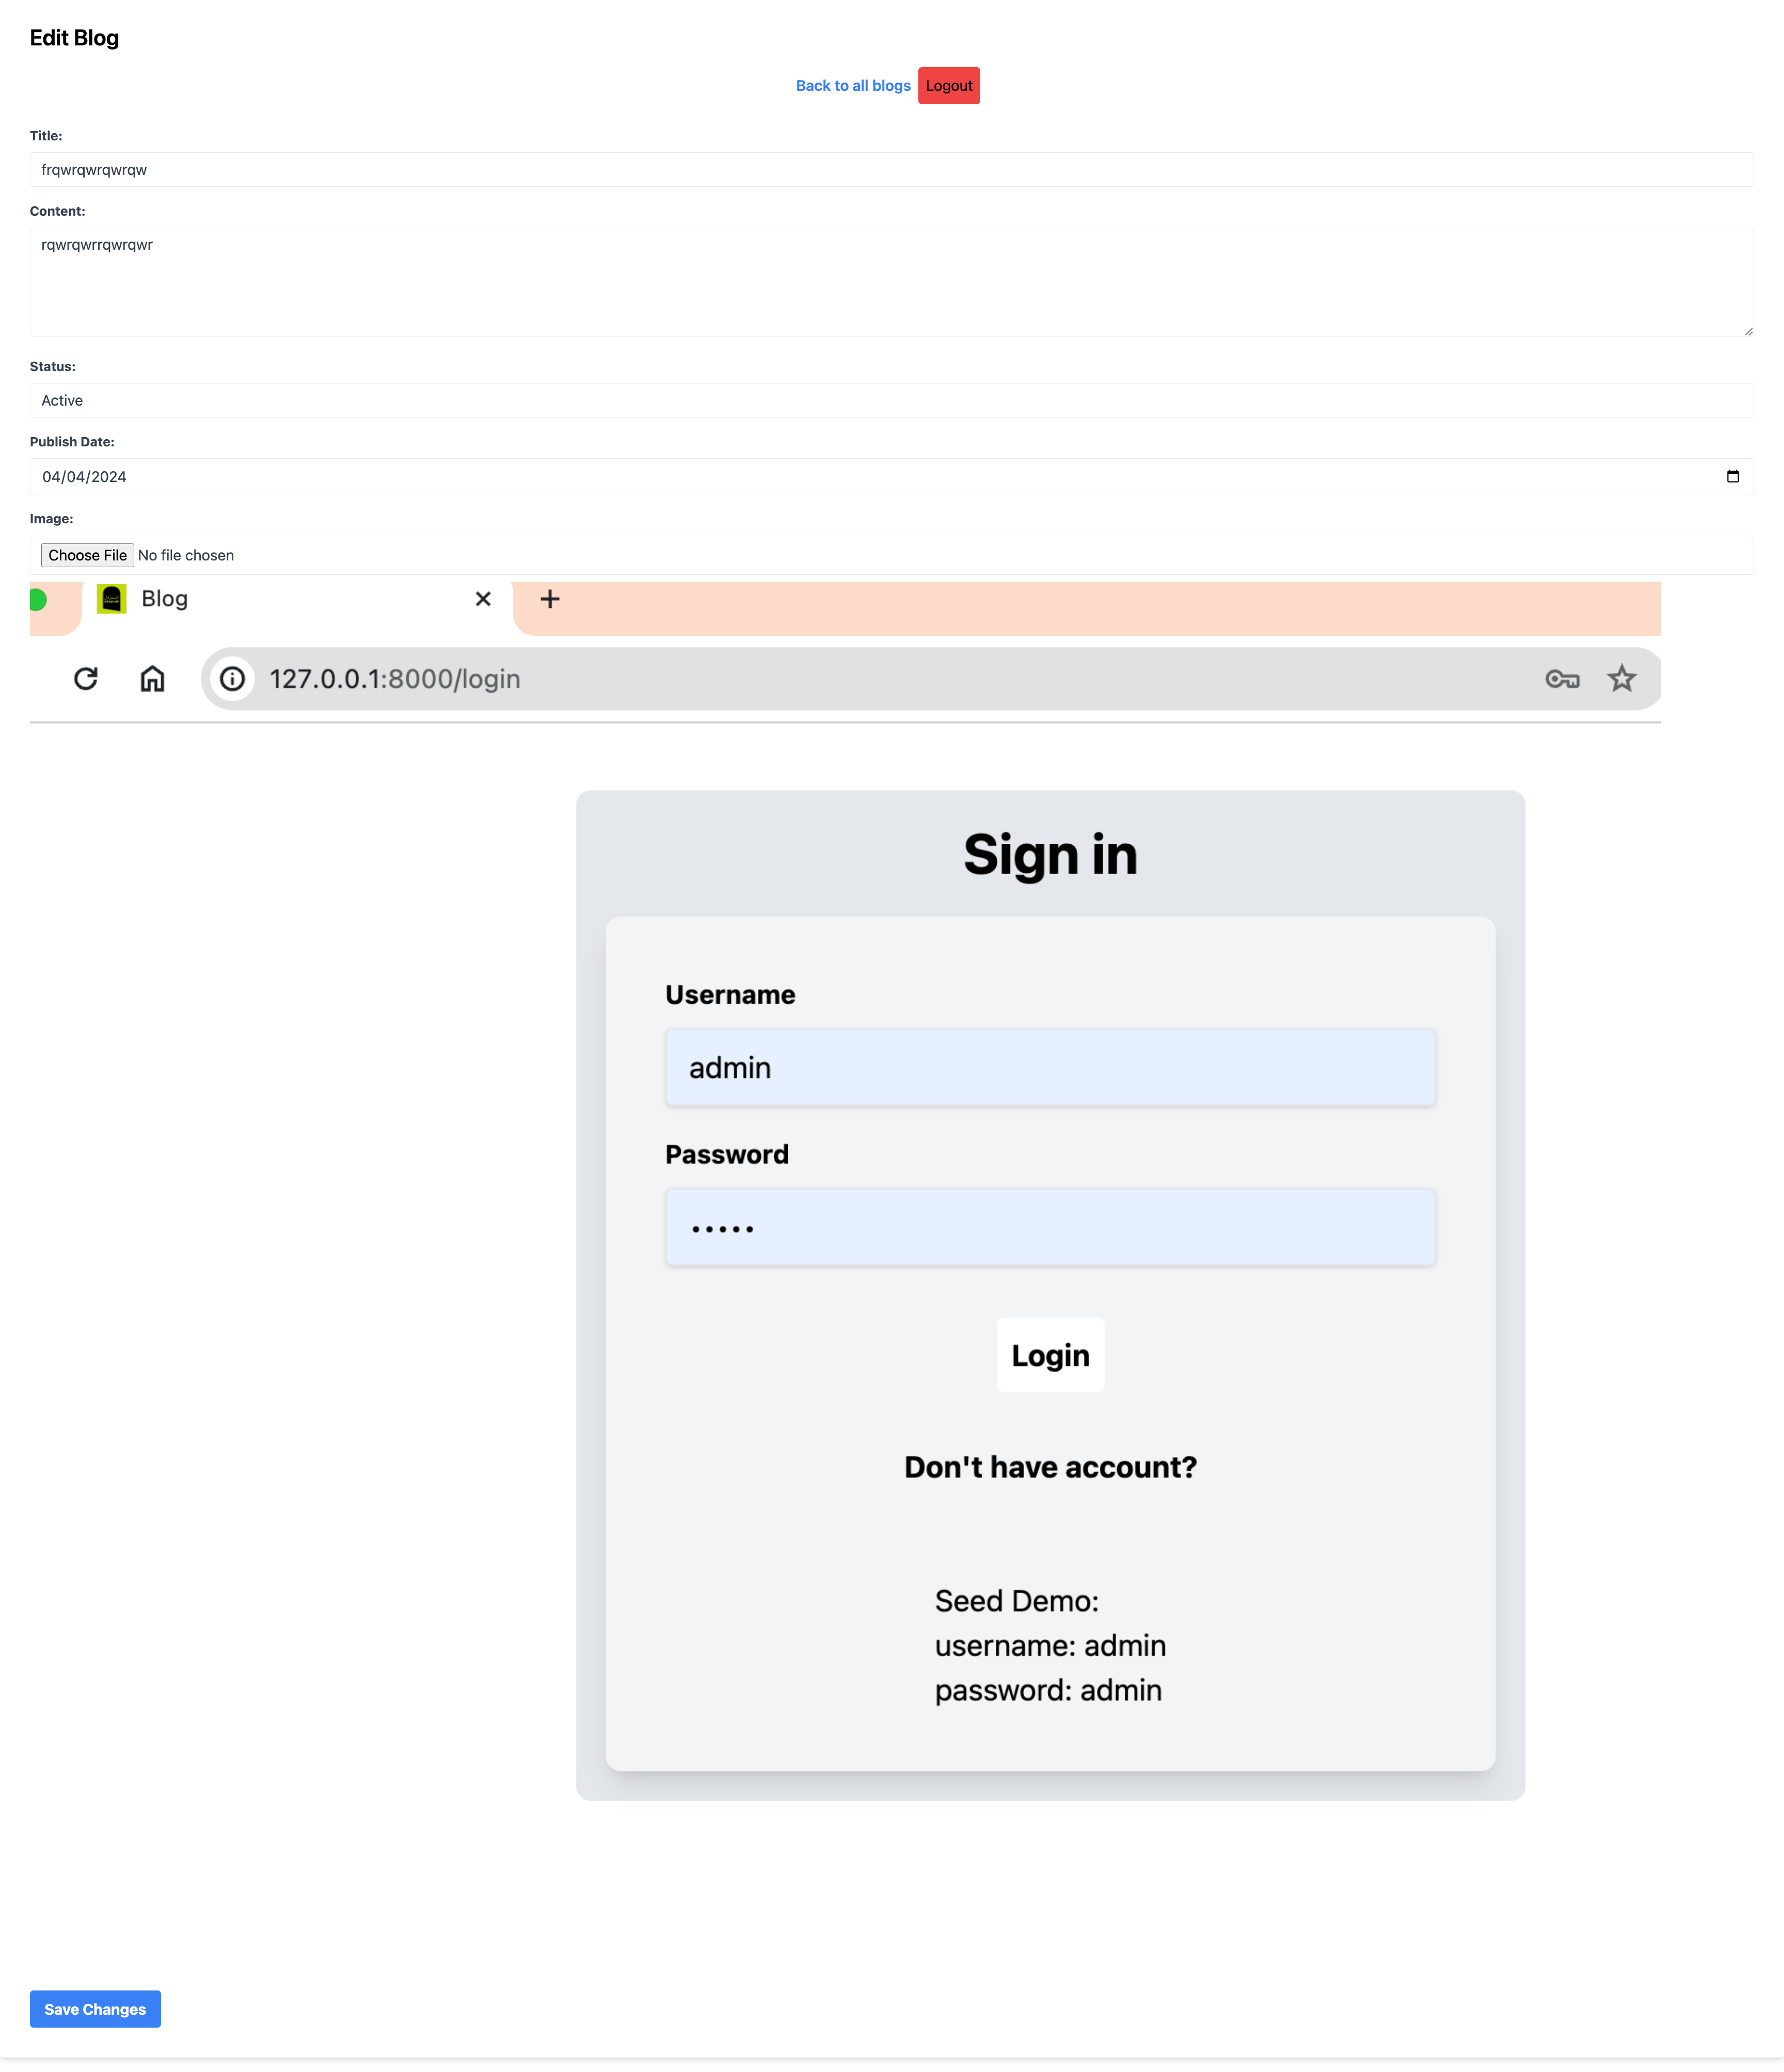 Edit Blog
Back to all blogs Logout
Title:
frqwrqwrqwrqw
Content:
rqwrqwrrqwrqwr
Status:
Active
Publish Date:
04/04/2024
Image:
Choose File No file chosen
Blog
127.0.0.1:8000/login
Sign in
Username
admin
Password
•••••
Login
Don't have account?
Seed Demo:
username: admin
password: admin
Save Changes